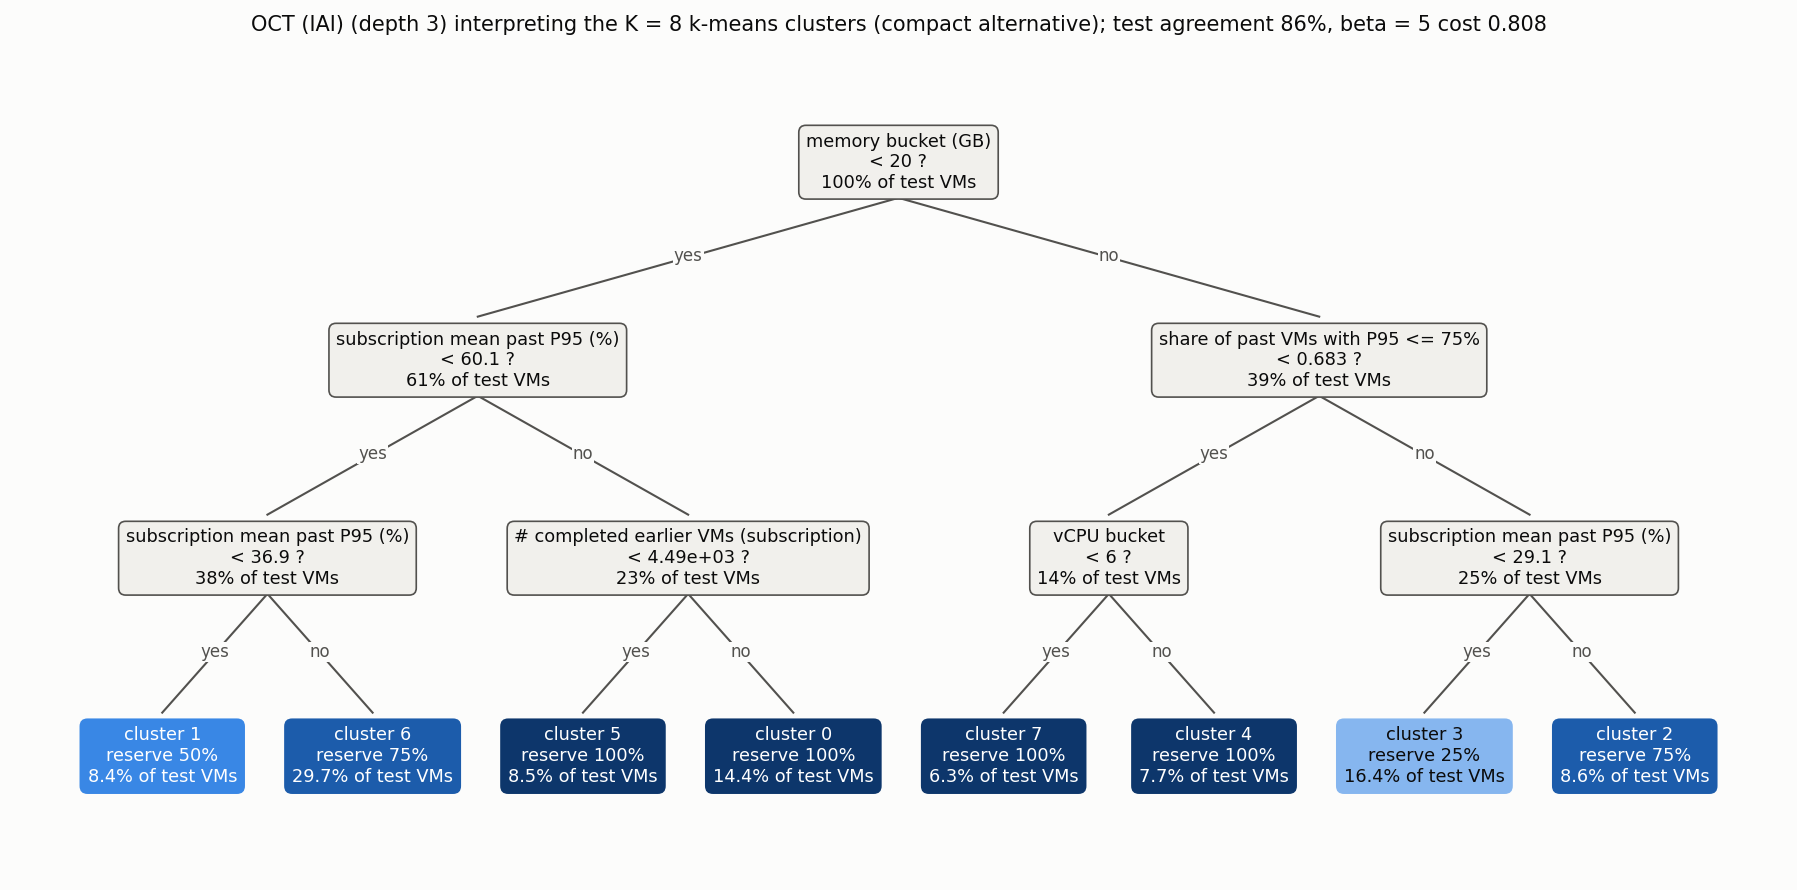 OCT (IAI) (depth 3) interpreting the K = 8 k-means clusters (compact alternative); test agreement 86%, beta = 5 cost 0.808
memory bucket (GB)
< 20 ?
100% of test VMs
yes
no
subscription mean past P95 (%)
< 60.1 ?
61% of test VMs
share of past VMs with P95 <= 75%
< 0.683 ?
39% of test VMs
yes
no
yes
no
subscription mean past P95 (%)
< 36.9 ?
38% of test VMs
# completed earlier VMs (subscription)
< 4.49e+03 ?
23% of test VMs
vCPU bucket
< 6 ?
14% of test VMs
subscription mean past P95 (%)
< 29.1 ?
25% of test VMs
yes
no
yes
no
yes
no
yes
no
cluster 1
reserve 50%
8.4% of test VMs
cluster 6
reserve 75%
29.7% of test VMs
cluster 5
reserve 100%
8.5% of test VMs
cluster 0
reserve 100%
14.4% of test VMs
cluster 7
reserve 100%
6.3% of test VMs
cluster 4
reserve 100%
7.7% of test VMs
cluster 3
reserve 25%
16.4% of test VMs
cluster 2
reserve 75%
8.6% of test VMs